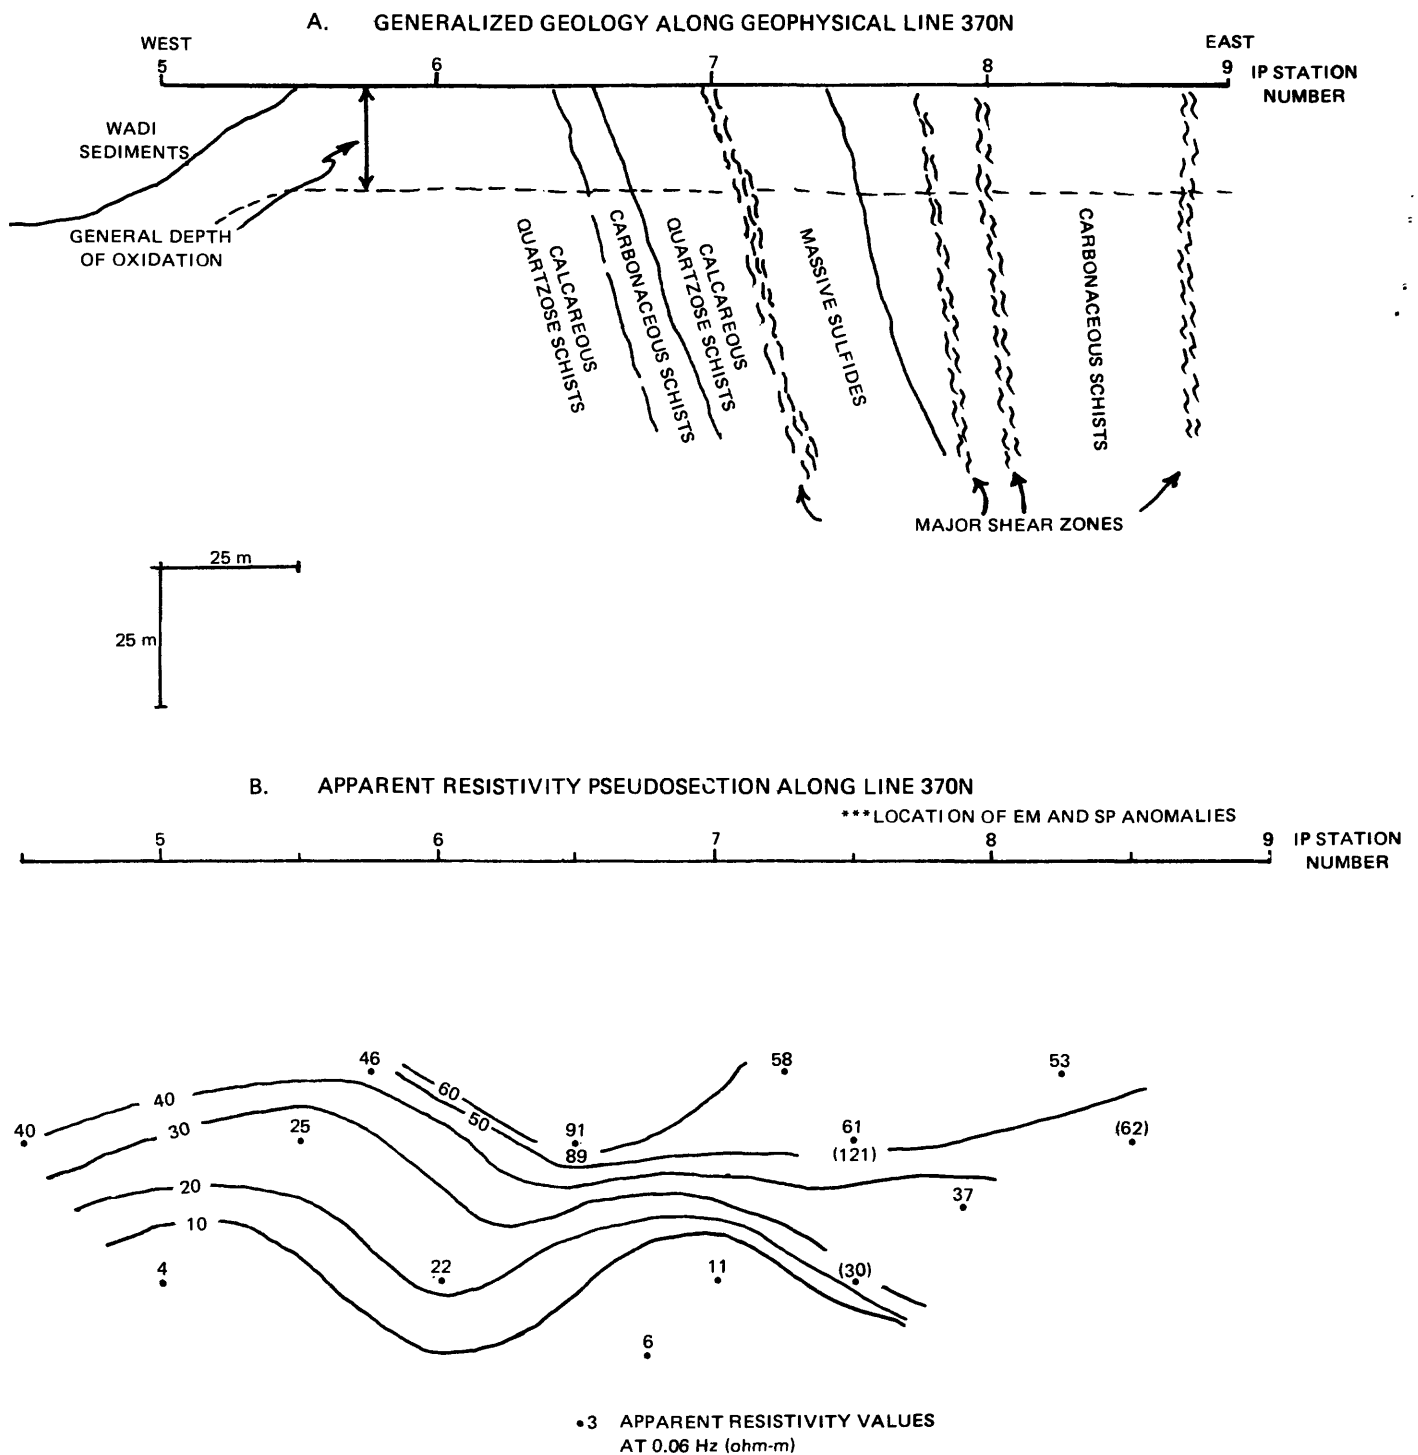 A. GENERALIZED GEOLOGY ALONG GEOPHYSICAL LINE 370N
WEST
EAST
5 6 7 8 9
IP STATION
NUMBER
WADI
SEDIMENTS
GENERAL DEPTH
OF OXIDATION
CALCAREOUS
QUARTZOSE SCHISTS
CARBONACEOUS SCHISTS
CALCAREOUS
QUARTZOSE SCHISTS
MASSIVE SULFIDES
CARBONACEOUS SCHISTS
MAJOR SHEAR ZONES
25 m
25 m
B. APPARENT RESISTIVITY PSEUDOSECTION ALONG LINE 370N
***LOCATION OF EM AND SP ANOMALIES
5 6 7 8 9
IP STATION
NUMBER
46 58 53
60
40
50
40 30 25 91 61 (62)
89 (121)
20 37
10
4 22 11 (30)
6
•3 APPARENT RESISTIVITY VALUES
AT 0.06 Hz (ohm-m)